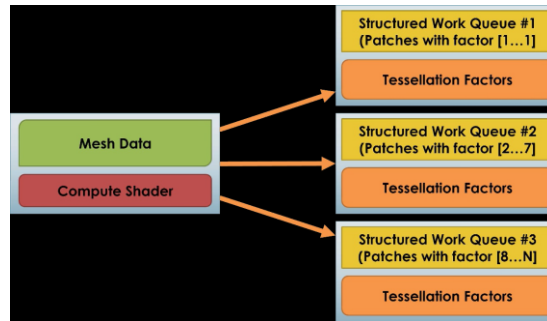 Mesh Data
Compute Shader
Structured Work Queue #1
(Patches with factor [1...1]
Tessellation Factors
Structured Work Queue #2
(Patches with factor [2...7]
Tessellation Factors
Structured Work Queue #3
(Patches with factor [8...N]
Tessellation Factors